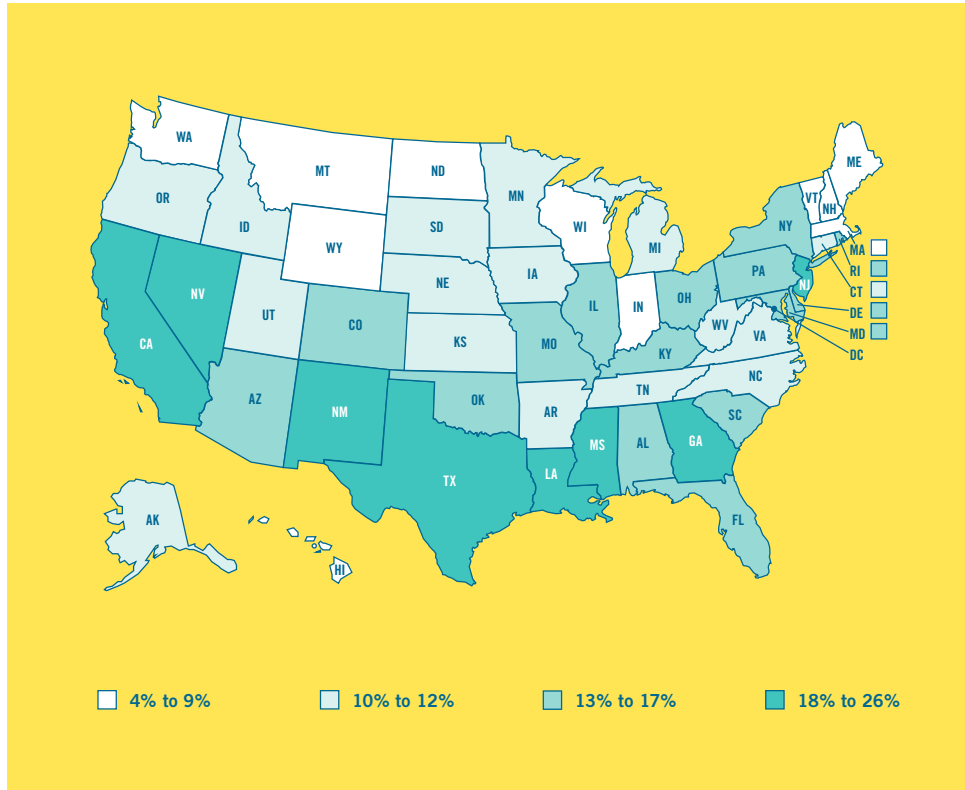 WA
MT
ND
ME
OR
ID
MN
VT
NH
WY
SD
WI
NY
MI
MA
NV
NE
IA
PA
RI
NJ
CT
UT
CO
IL
IN
OH
DE
WV
VA
MD
CA
KS
MO
KY
DC
AZ
NM
OK
AR
TN
NC
SC
MS
AL
GA
TX
LA
FL
AK
HI
4% to 9%
10% to 12%
13% to 17%
18% to 26%